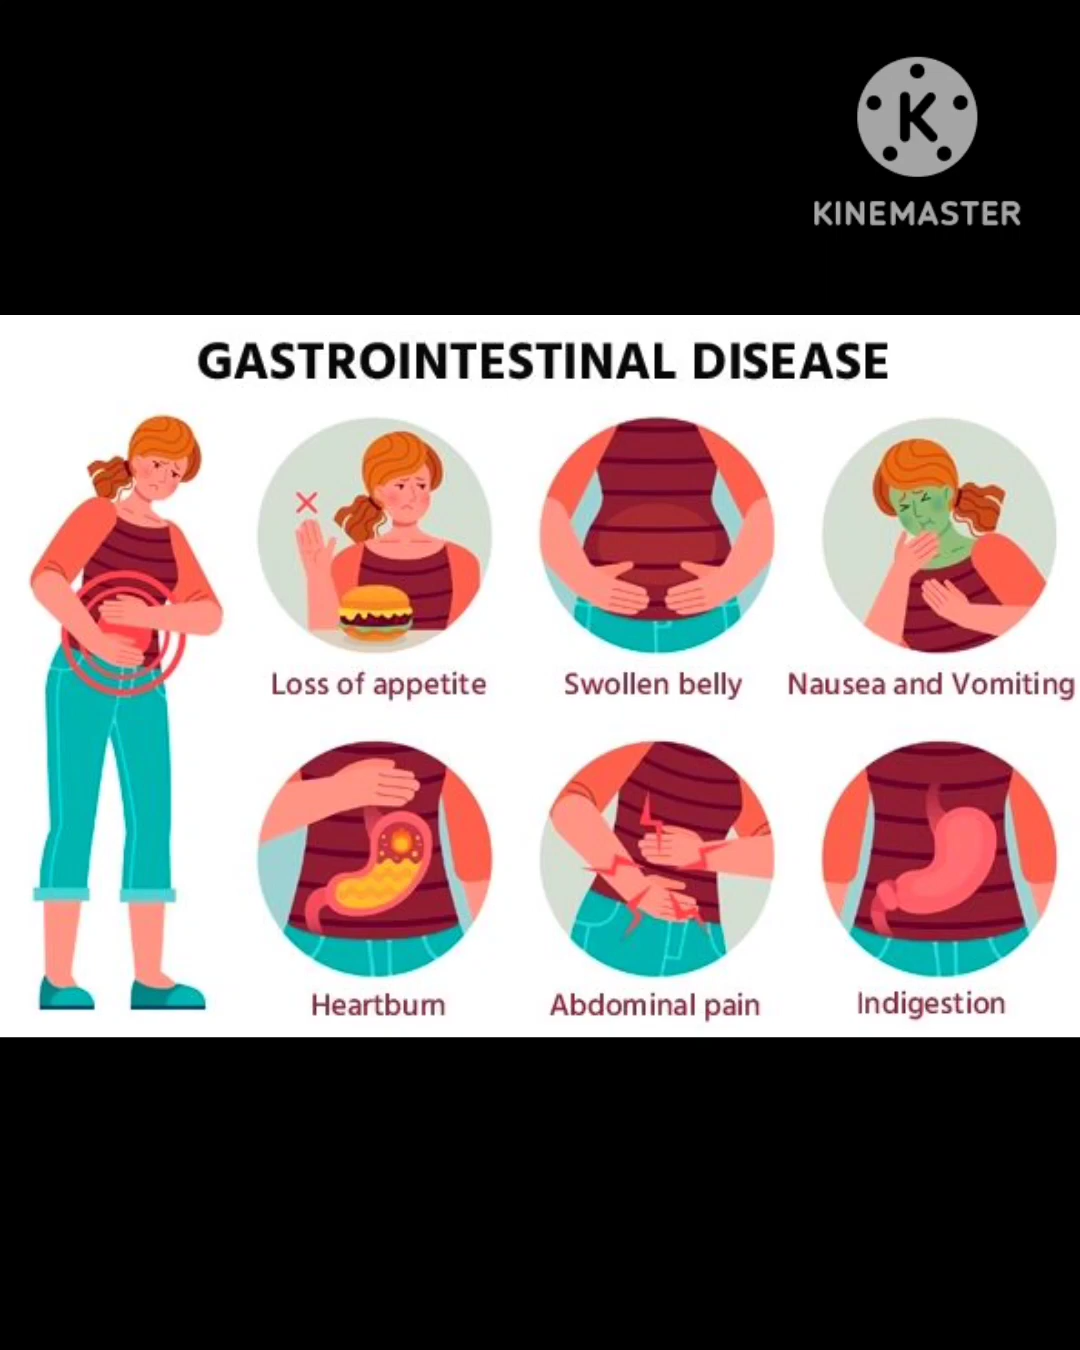 K
KINEMASTER
GASTROINTESTINAL DISEASE
Loss of appetite
Swollen belly
Nausea and Vomiting
Heartburn
Abdominal pain
Indigestion